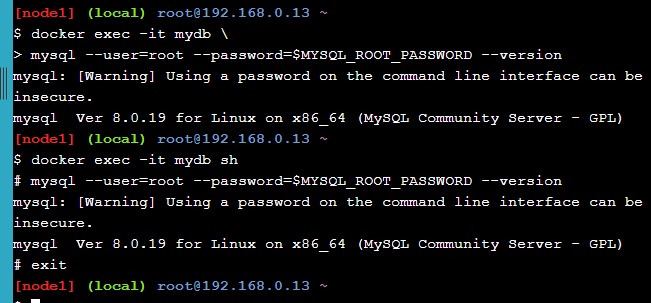 [node1] (local) root@192.168.0.13 ~
$ docker exec -it mydb \
> mysql --user=root --password=$MYSQL_ROOT_PASSWORD --version
mysql: [Warning] Using a password on the command line interface can be
insecure.
mysql  Ver 8.0.19 for Linux on x86_64 (MySQL Community Server - GPL)
[node1] (local) root@192.168.0.13 ~
$ docker exec -it mydb sh
# mysql --user=root --password=$MYSQL_ROOT_PASSWORD --version
mysql: [Warning] Using a password on the command line interface can be
insecure.
mysql  Ver 8.0.19 for Linux on x86_64 (MySQL Community Server - GPL)
# exit
[node1] (local) root@192.168.0.13 ~
$